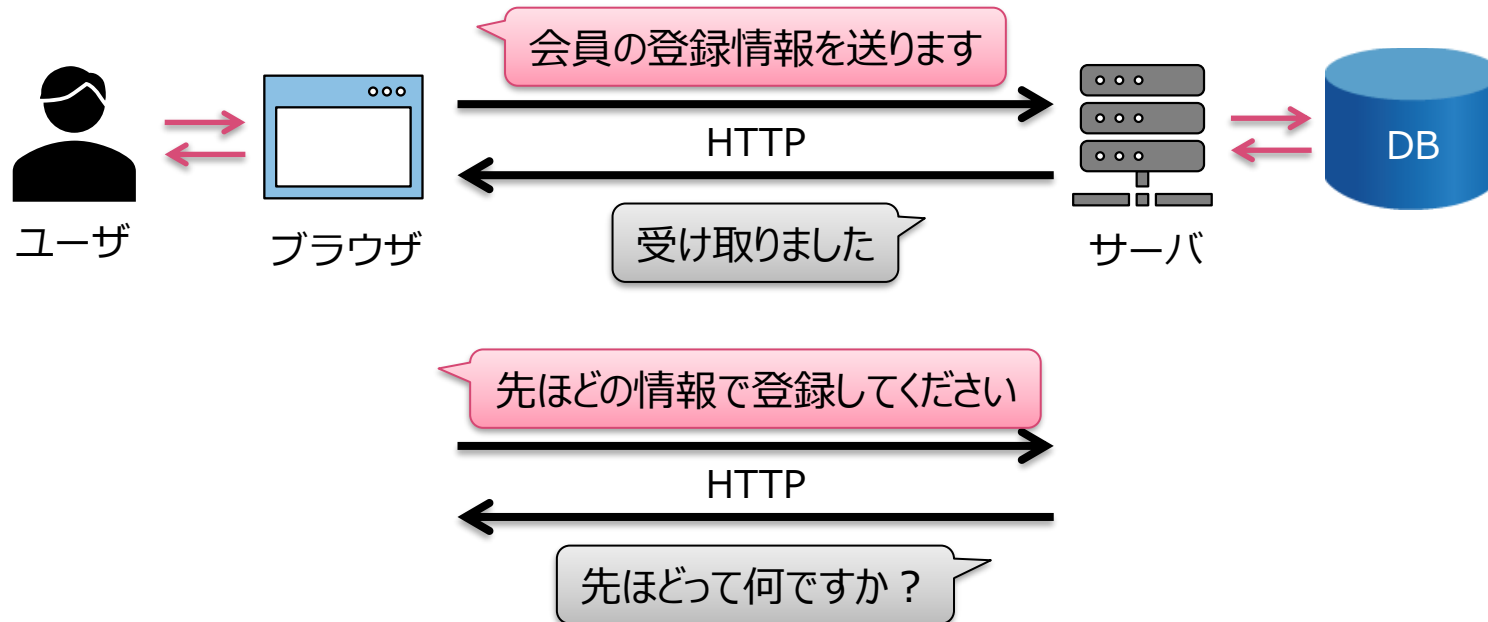 会員の登録情報を送ります
HTTP
DB
受け取りました
ユーザ
ブラウザ
サーバ
先ほどの情報で登録してください
HTTP
先ほどって何ですか？